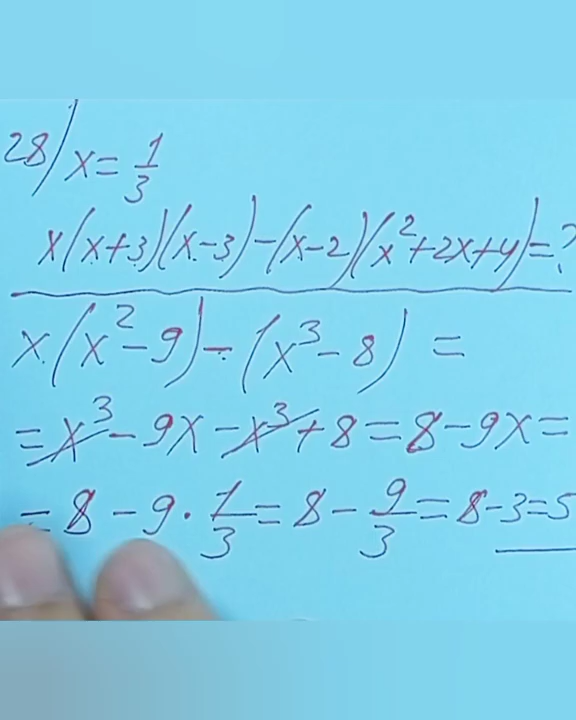 28) x = 1/3
x(x+3)(x-3)-(x-2)(x²+2x+4)=?
x(x²-9)-(x³-8)=
=x³-9x-x³+8=8-9x=
=8-9·1/3=8-9/3=8-3=5